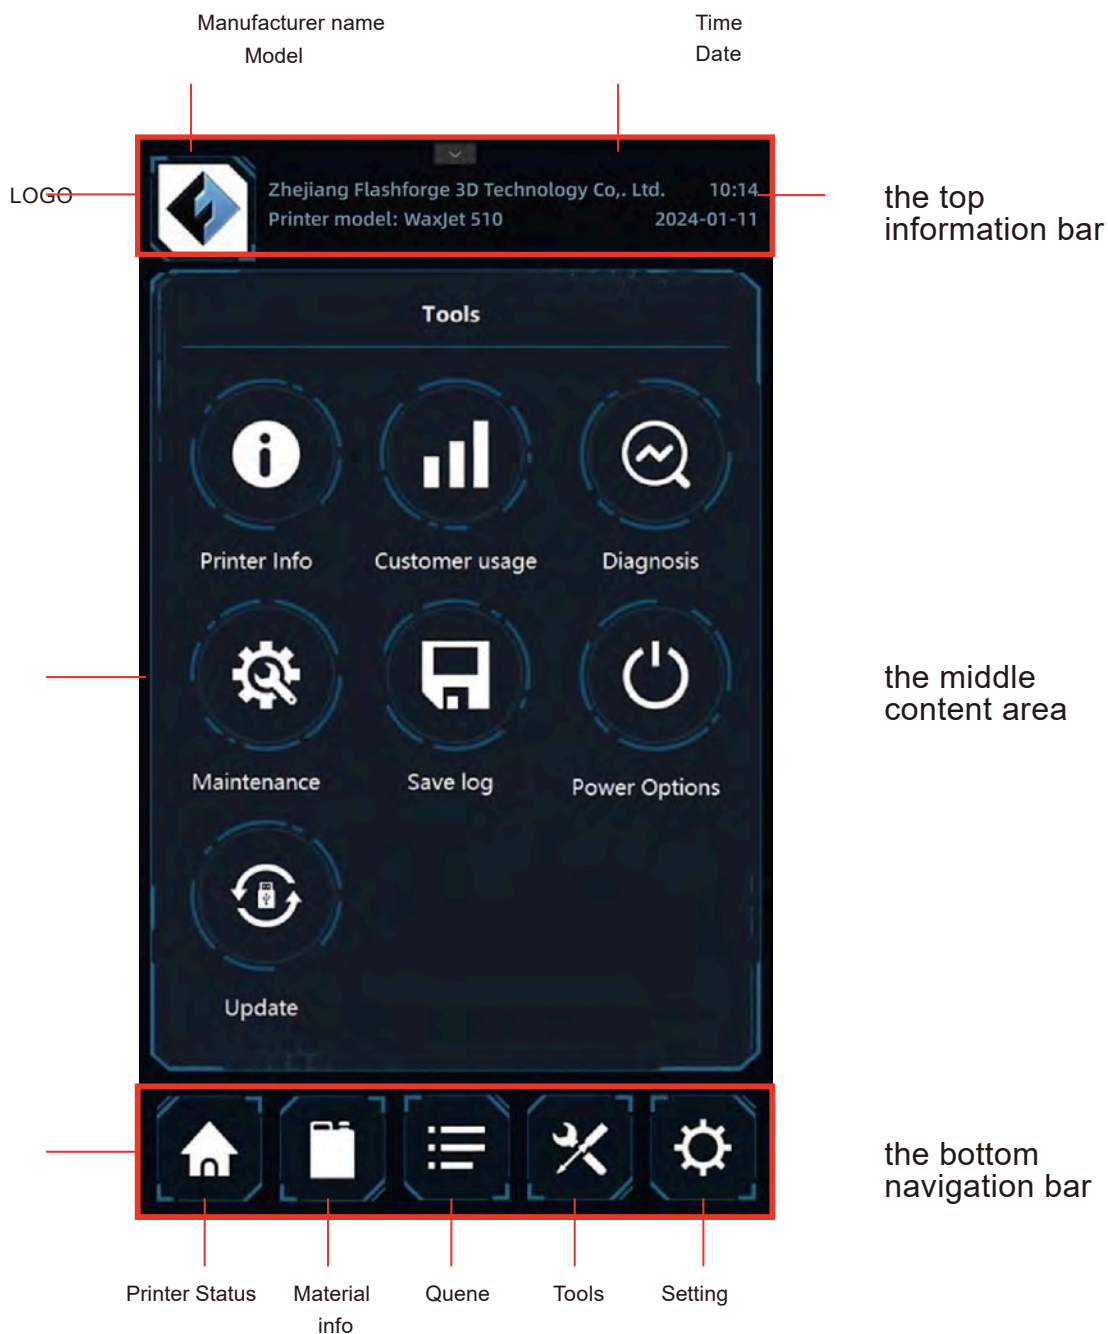 Manufacturer name
Model
Time
Date
LOGO
Zhejiang Flashforge 3D Technology Co,. Ltd.
10:14
Printer model: WaxJet 510
2024-01-11
the top
information bar
Tools
Printer Info
Customer usage
Diagnosis
Maintenance
Save log
Power Options
the middle
content area
Update
the bottom
navigation bar
Printer Status
Material
info
Quene
Tools
Setting